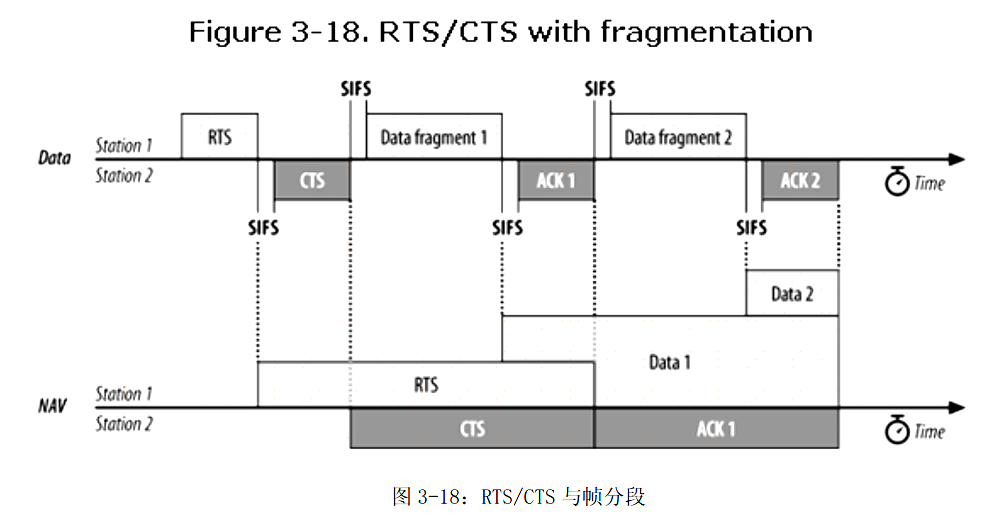 Figure 3-18. RTS/CTS with fragmentation
SIFS SIFS
Data Station 1 RTS Data fragment 1 Data fragment 2
Station 2 CTS ACK 1 ACK 2 Time
SIFS SIFS SIFS
Data 2
Data 1
NAV Station 1 RTS
Station 2 CTS ACK 1 Time
图 3-18：RTS/CTS 与帧分段